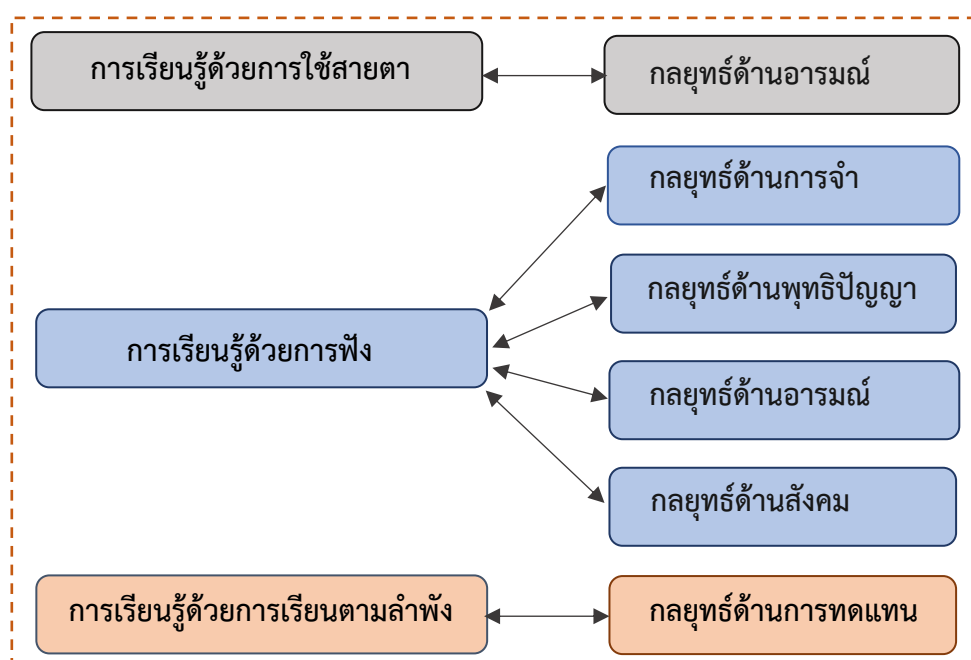 การเรียนรู้ด้วยการใช้สายตา
กลยุทธ์ด้านอารมณ์
กลยุทธ์ด้านการจำ
กลยุทธ์ด้านพุทธิปัญญา
การเรียนรู้ด้วยการฟัง
กลยุทธ์ด้านอารมณ์
กลยุทธ์ด้านสังคม
การเรียนรู้ด้วยการเรียนตามลำพัง
กลยุทธ์ด้านการทดแทน